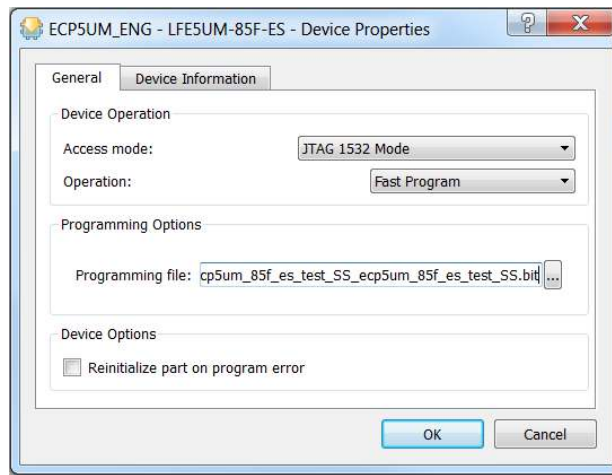 ECP5UM_ENG - LFE5UM-85F-ES - Device Properties
General
Device Information
Device Operation
Access mode:
JTAG 1532 Mode
Operation:
Fast Program
Programming Options
Programming file:
cp5um_85f_es_test_SS_ecp5um_85f_es_test_SS.bit
...
Device Options
Reinitialize part on program error
OK
Cancel